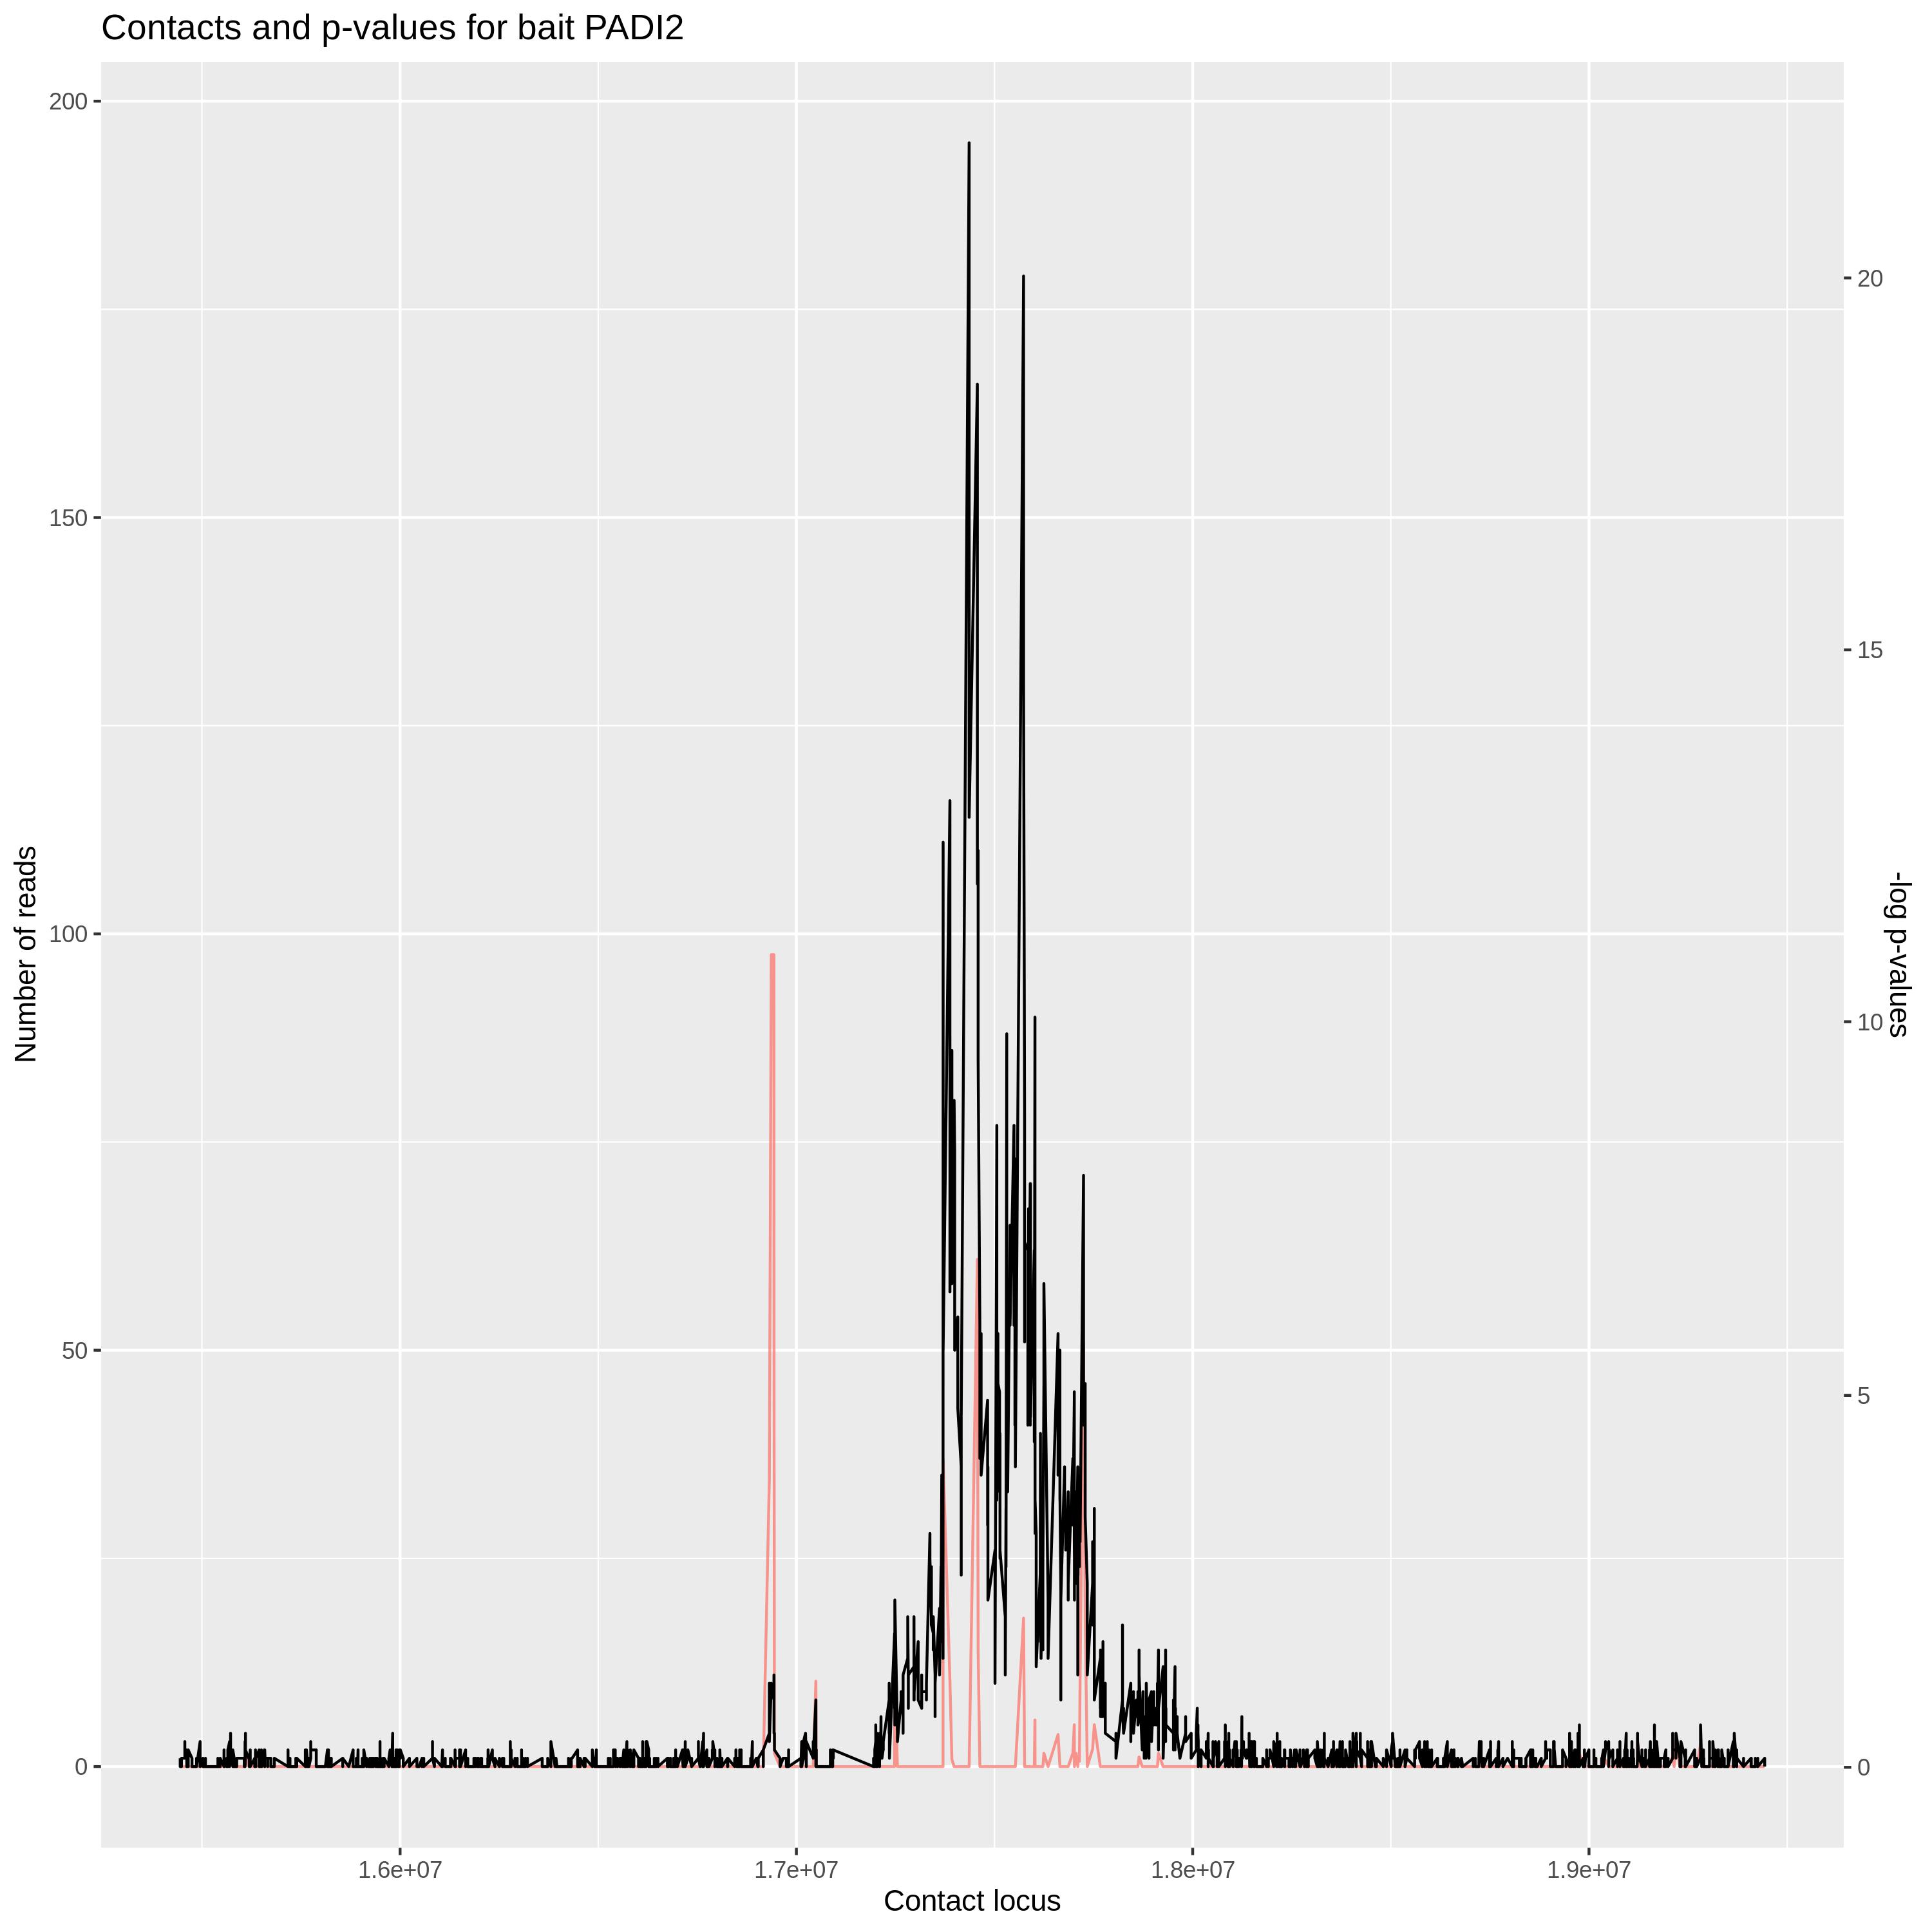 Contacts and p-values for bait PADI2
200
150
100
50
0
Number of reads
20
15
10
5
0
-log p-values
1.6e+07 1.7e+07 1.8e+07 1.9e+07
Contact locus